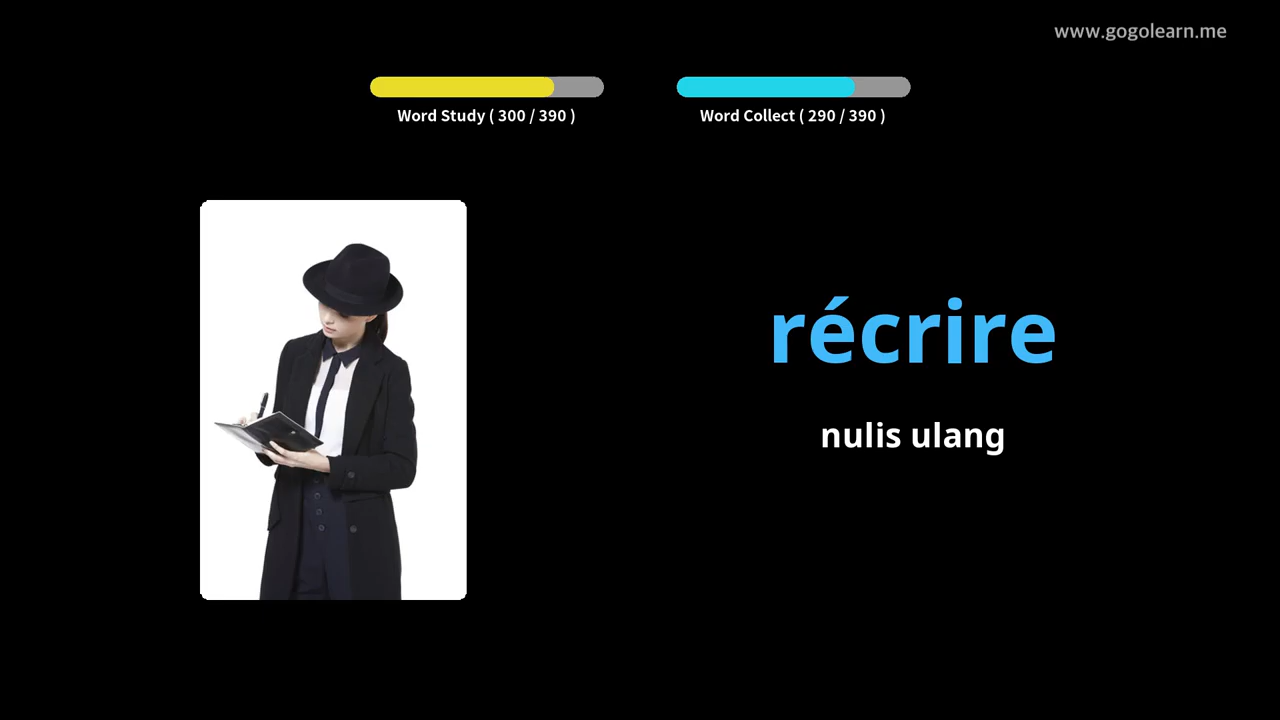 www.gogolearn.me
Word Study ( 300 / 390 )
Word Collect ( 290 / 390 )
récrire
nulis ulang